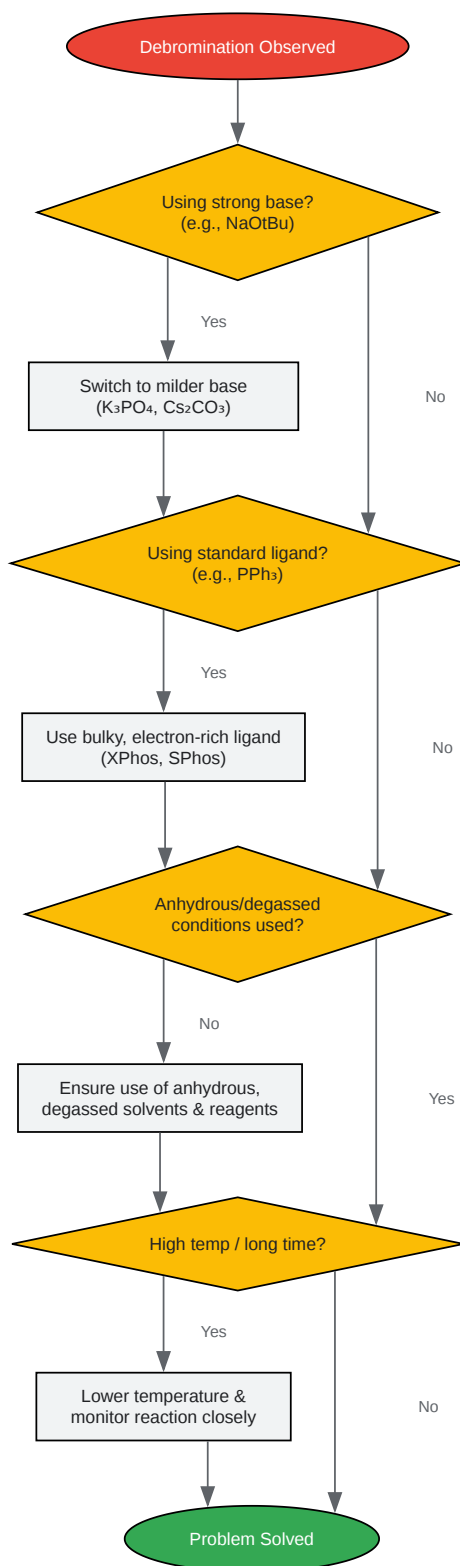 Debromination Observed
Using strong base?
(e.g., NaOtBu)
Yes
Switch to milder base
(K₃PO₄, Cs₂CO₃)
No
Using standard ligand?
(e.g., PPh₃)
Yes
Use bulky, electron-rich ligand
(XPhos, SPhos)
No
Anhydrous/degassed
conditions used?
No
Ensure use of anhydrous,
degassed solvents & reagents
Yes
High temp / long time?
Yes
Lower temperature &
monitor reaction closely
No
Problem Solved